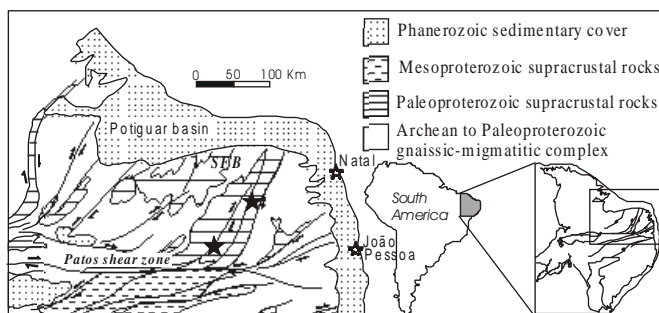 Phanerozoic sedimentary cover
Mesoproterozoic supracrustal rocks
Paleoproterozoic supracrustal rocks
Archean to Paleoproterozoic
gnaissic-migmatitic complex
0 50 100 Km
Potiguar basin
SFB
Natal
South
America
João
Pessoa
Patos shear zone